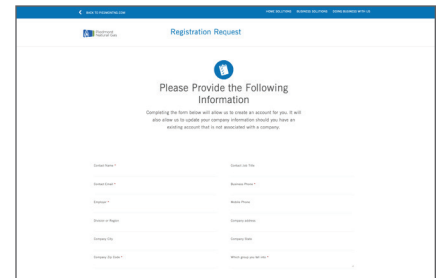 BACK TO PIEDMONTNG.COM
HOME SOLUTIONS BUSINESS SOLUTIONS DOING BUSINESS WITH US
Piedmont
Natural Gas
Registration Request
Please Provide the Following
Information
Completing the form below will allow us to create an account for you. It will
also allow us to update your company information should you have an
existing account that is not associated with a company.
Contact Name *
Contact Job Title
Contact Email *
Business Phone *
Employer *
Mobile Phone
Division or Region
Company Address
Company City
Company State
Company Zip Code *
Which group are